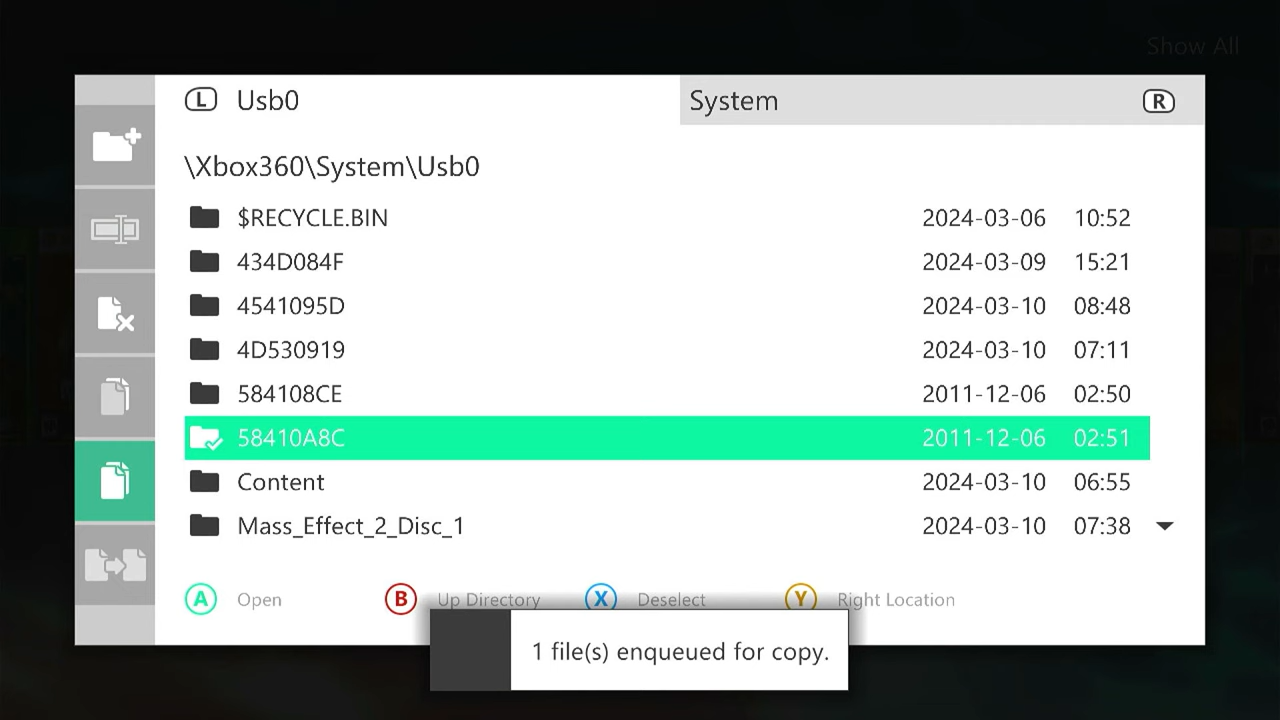 Show All
L Usb0
System R
\Xbox360\System\Usb0
$RECYCLE.BIN 2024-03-06 10:52
434D084F 2024-03-09 15:21
4541095D 2024-03-10 08:48
4D530919 2024-03-10 07:11
584108CE 2011-12-06 02:50
58410A8C 2011-12-06 02:51
Content 2024-03-10 06:55
Mass_Effect_2_Disc_1 2024-03-10 07:38
A Open B Up Directory X Deselect Y Right Location
1 file(s) enqueued for copy.